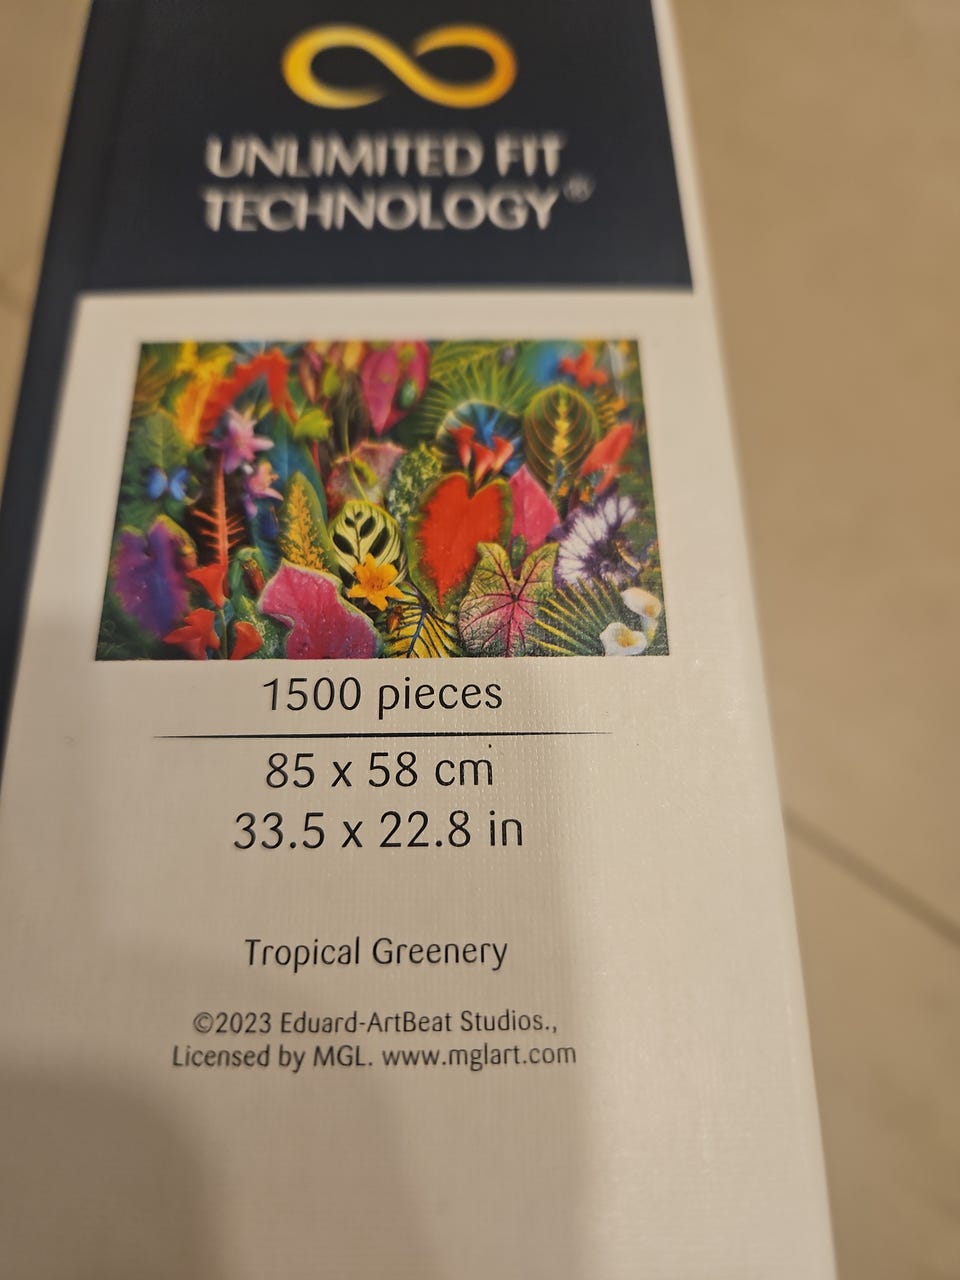 UNLIMITED FIT
TECHNOLOGY®
1500 pieces
85 x 58 cm
33.5 x 22.8 in
Tropical Greenery
©2023 Eduard-ArtBeat Studios.,
Licensed by MGL. www.mglart.com